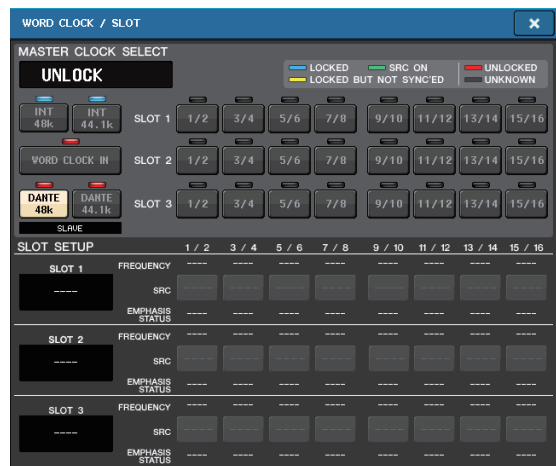 WORD CLOCK / SLOT
MASTER CLOCK SELECT
UNLOCK
LOCKED SRC ON UNLOCKED
LOCKED BUT NOT SYNC'ED UNKNOWN
INT 48k INT 44.1k SLOT 1 1/2 3/4 5/6 7/8 9/10 11/12 13/14 15/16
WORD CLOCK IN SLOT 2 1/2 3/4 5/6 7/8 9/10 11/12 13/14 15/16
DANTE 48k DANTE 44.1k SLOT 3 1/2 3/4 5/6 7/8 9/10 11/12 13/14 15/16
SLAVE
SLOT SETUP 1 / 2 3 / 4 5 / 6 7 / 8 9 / 10 11 / 12 13 / 14 15 / 16
SLOT 1 FREQUENCY ---- ---- ---- ---- ---- ---- ---- ----
---- SRC ---- ---- ---- ---- ---- ---- ---- ----
EMPHASIS STATUS ---- ---- ---- ---- ---- ---- ---- ----
SLOT 2 FREQUENCY ---- ---- ---- ---- ---- ---- ---- ----
---- SRC ---- ---- ---- ---- ---- ---- ---- ----
EMPHASIS STATUS ---- ---- ---- ---- ---- ---- ---- ----
SLOT 3 FREQUENCY ---- ---- ---- ---- ---- ---- ---- ----
---- SRC ---- ---- ---- ---- ---- ---- ---- ----
EMPHASIS STATUS ---- ---- ---- ---- ---- ---- ---- ----